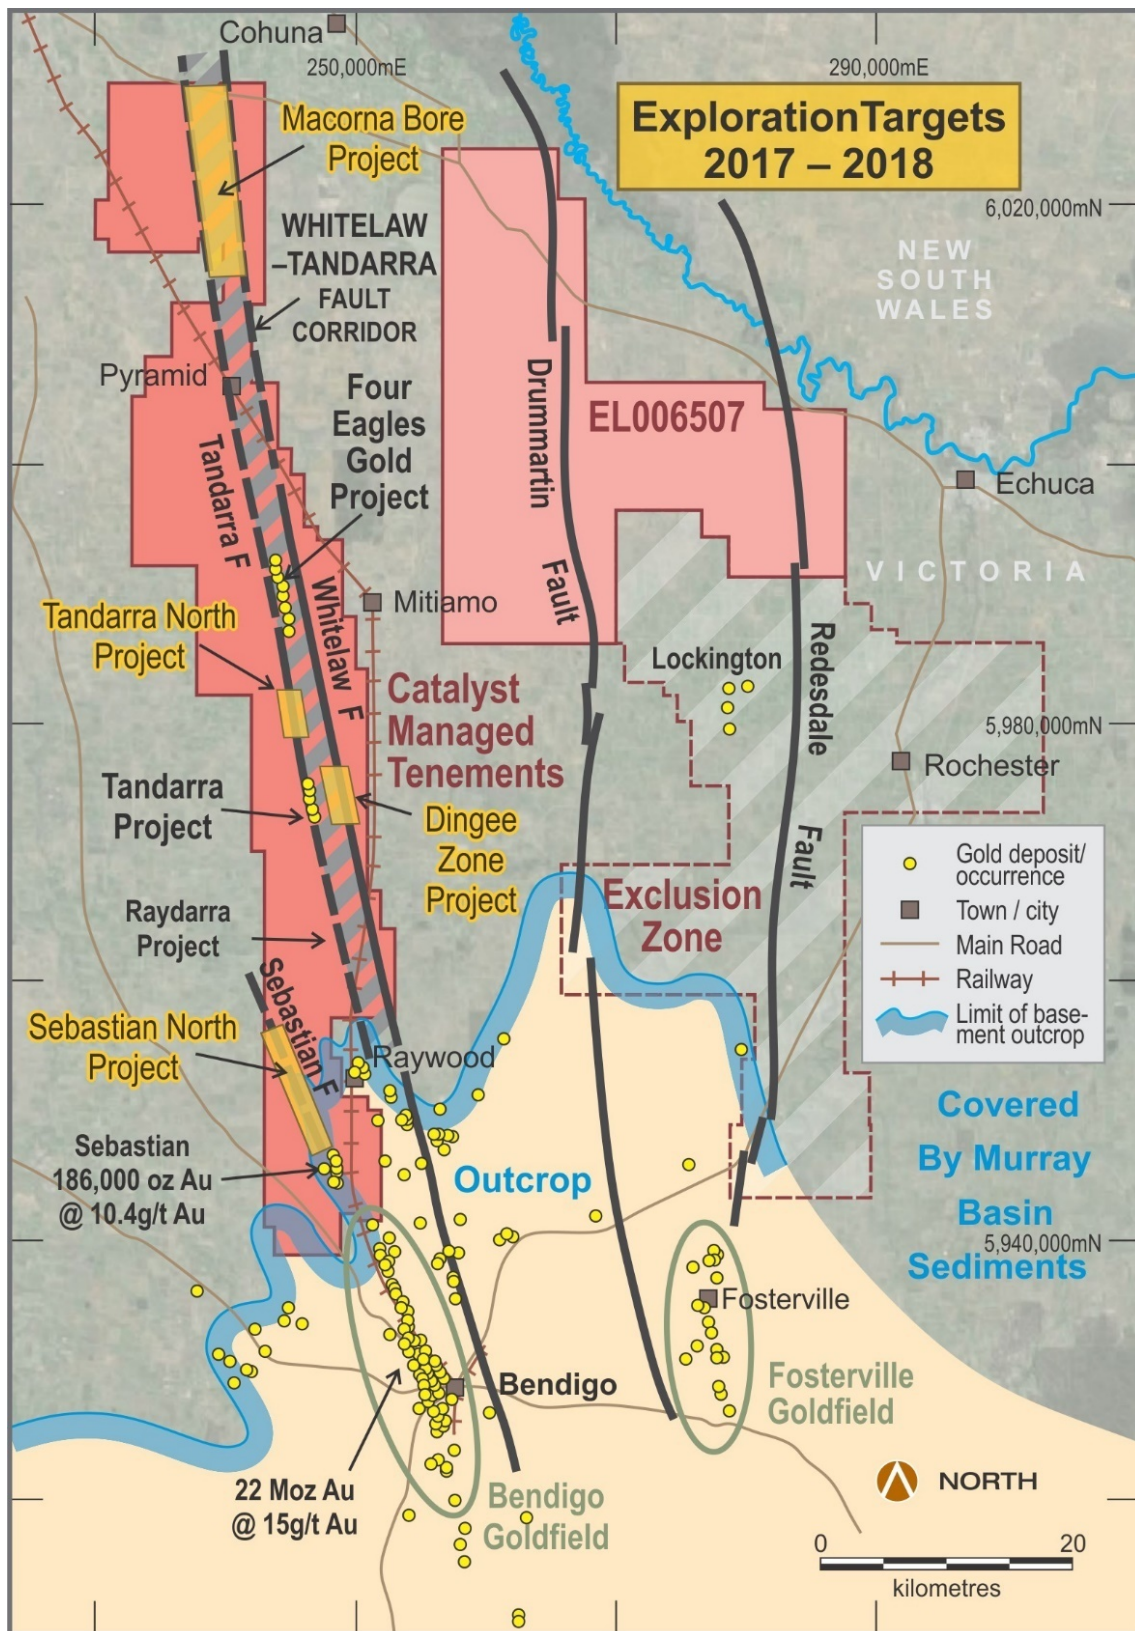 Cohuna
250,000mE
290,000mE
Exploration Targets
2017 – 2018
Macorna Bore
Project
6,020,000mN
WHITELAW
–TANDARRA
FAULT
CORRIDOR
NEW
SOUTH
WALES
Pyramid
Four
Eagles
Gold
Project
Drummartin
Fault
EL006507
Echuca
Tandarra F
Whitelaw F
VICTORIA
Mitiamo
Tandarra North
Project
Lockington
Redesdale
Fault
Catalyst
Managed
Tenements
5,980,000mN
Rochester
Tandarra
Project
Dingee
Zone
Project
Gold deposit/
occurrence
Town / city
Main Road
Railway
Limit of base-
ment outcrop
Exclusion
Zone
Raydarra
Project
Sebastian F
Sebastian North
Project
Raywood
Covered
By Murray
Basin
Sediments
Sebastian
186,000 oz Au
@ 10.4g/t Au
Outcrop
5,940,000mN
Fosterville
Bendigo
Fosterville
Goldfield
22 Moz Au
@ 15g/t Au
Bendigo
Goldfield
NORTH
0
20
kilometres